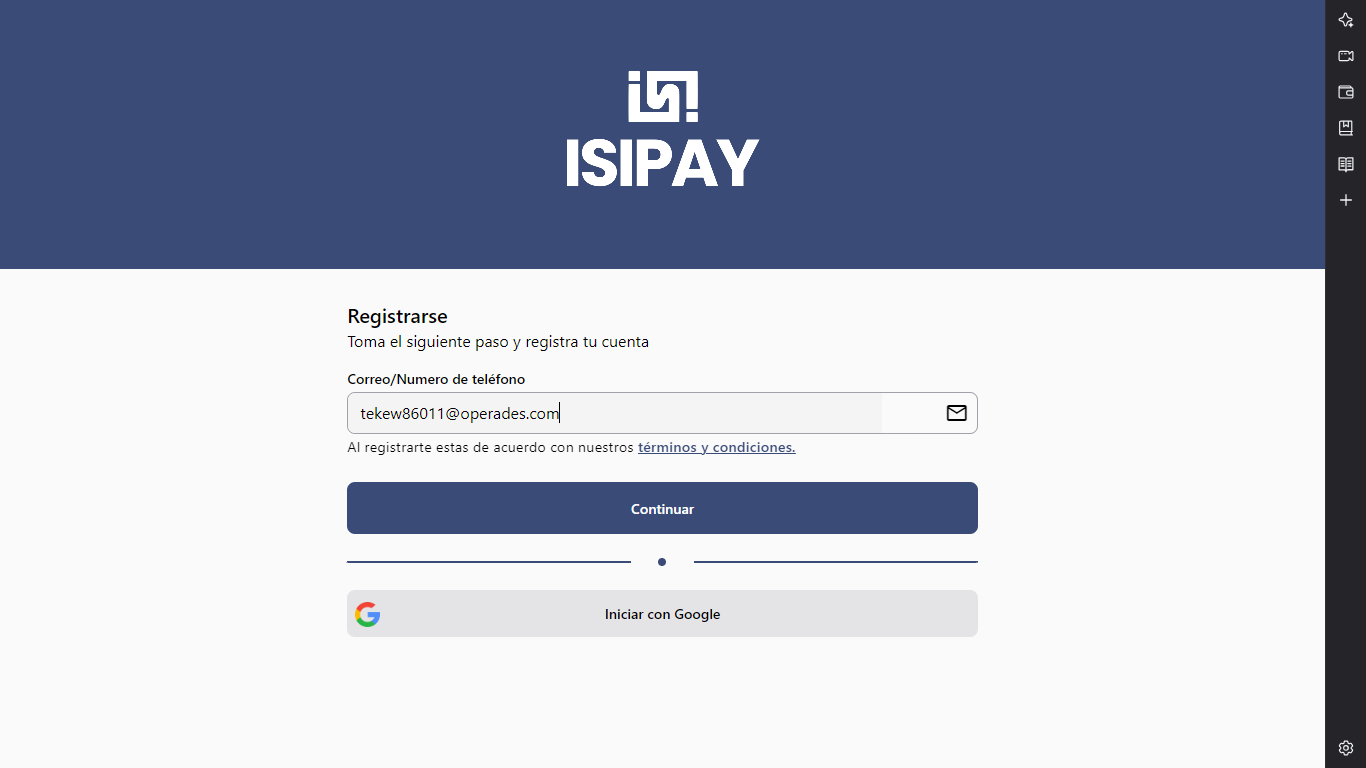 ISIPAY
Registrarse
Toma el siguiente paso y registra tu cuenta
Correo/Numero de teléfono
tekew86011@operades.com
Al registrarte estas de acuerdo con nuestros términos y condiciones.
Continuar
Iniciar con Google